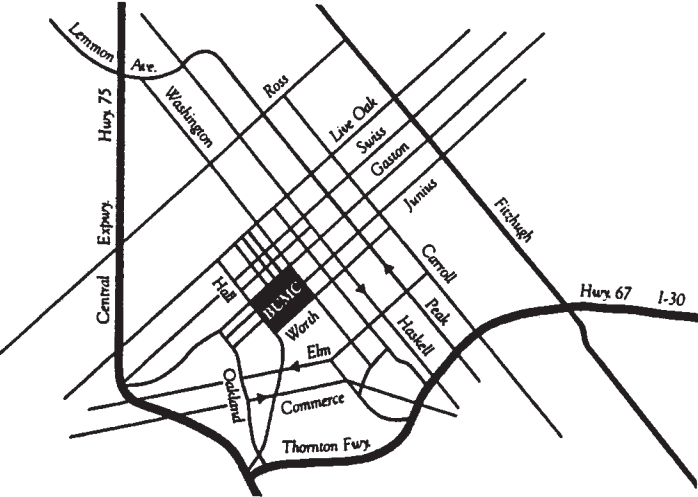 Lemmon Ave.
Hwy. 75
Washington
Ross
Live Oak
Swiss
Gaston
Junius
Fitzhugh
Central Expwy.
Hall
BUMC
Worth
Carroll
Peak
Haskell
Hwy. 67 I-30
Elm
Oakland
Commerce
Thornton Fwy.